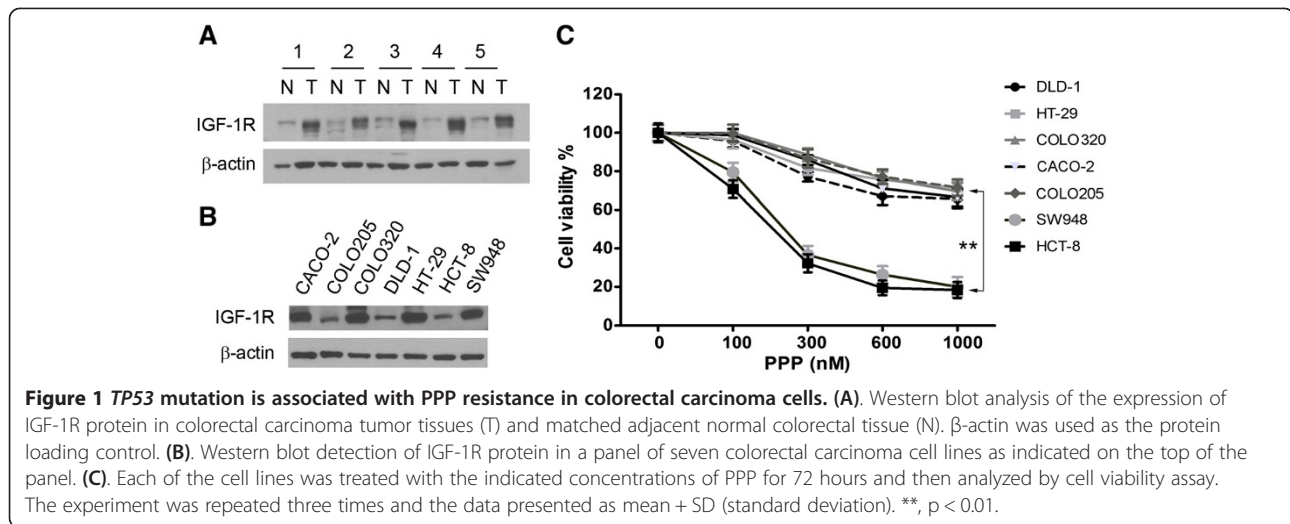 A
1 2 3 4 5
N T N T N T N T N T
IGF-1R
β-actin
B
CACO-2 COLO205 COLO320 DLD-1 HT-29 HCT-8 SW948
IGF-1R
β-actin
C
Cell viability %
120
100
80
60
40
20
0
0 100 300 600 1000
PPP (nM)
**
DLD-1
HT-29
COLO320
CACO-2
COLO205
SW948
HCT-8
Figure 1 TP53 mutation is associated with PPP resistance in colorectal carcinoma cells. (A). Western blot analysis of the expression of
IGF-1R protein in colorectal carcinoma tumor tissues (T) and matched adjacent normal colorectal tissue (N). β-actin was used as the protein
loading control. (B). Western blot detection of IGF-1R protein in a panel of seven colorectal carcinoma cell lines as indicated on the top of the
panel. (C). Each of the cell lines was treated with the indicated concentrations of PPP for 72 hours and then analyzed by cell viability assay.
The experiment was repeated three times and the data presented as mean + SD (standard deviation). **, p < 0.01.